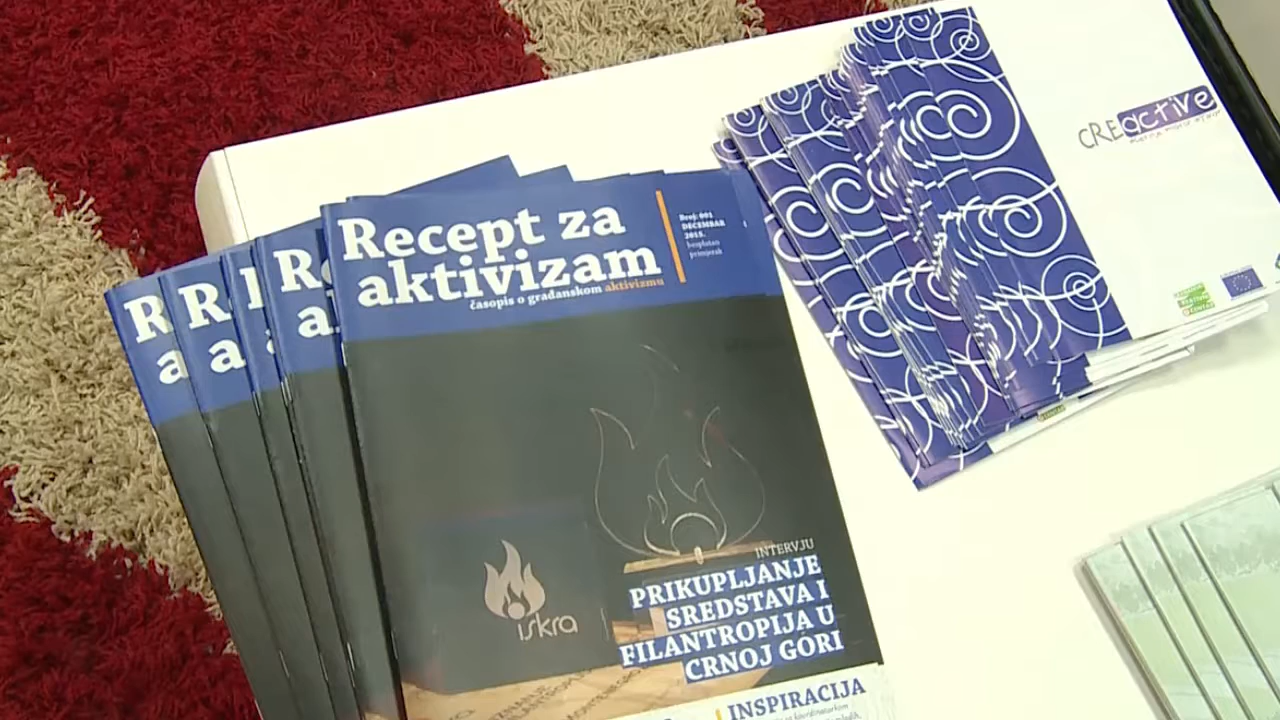 Recept za
aktivizam
časopis o građanskom aktivizmu
Broj: 001
DECEMBAR
2015.
besplatan
primjerak
INTERVJU
PRIKUPLJANJE
SREDSTAVA I
FILANTROPIJA U
CRNOJ GORI
iskra
INSPIRACIJA
R
a
R
a
R
a
cREactive